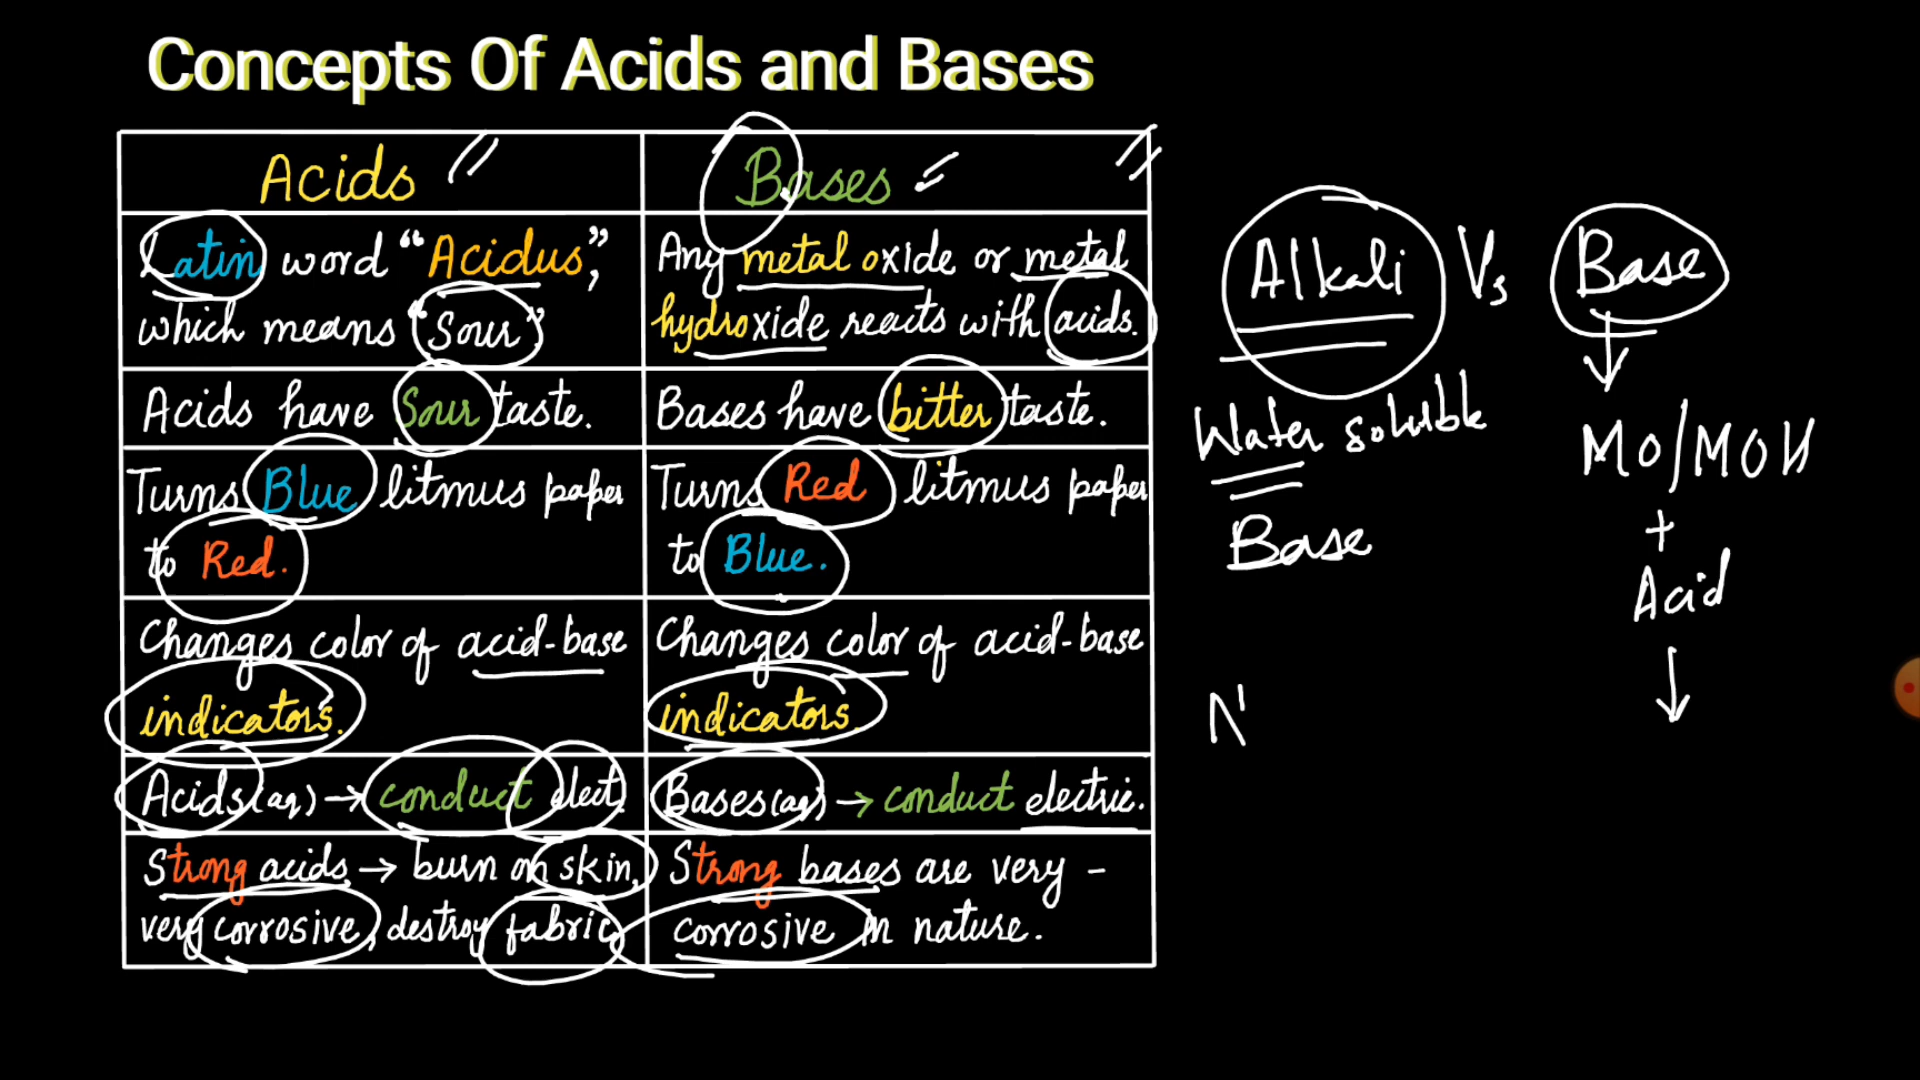 Concepts Of Acids and Bases
Acids
Bases
Latin word "Acidus",
which means "Sour"
Any metal oxide or metal
hydroxide reacts with acids.
Acids have Sour taste.
Bases have bitter taste.
Turns Blue litmus paper
to Red.
Turns Red litmus paper
to Blue.
Changes color of acid-base
indicators.
Changes color of acid-base
indicators
Acids(aq) → conduct elect.
Bases(aq) → conduct electric.
Strong acids → burn on skin,
very corrosive, destroy fabric
Strong bases are very -
corrosive in nature.
Alkali Vs Base
Water soluble
Base
↓
MO/MOH
+
Acid
↓
N